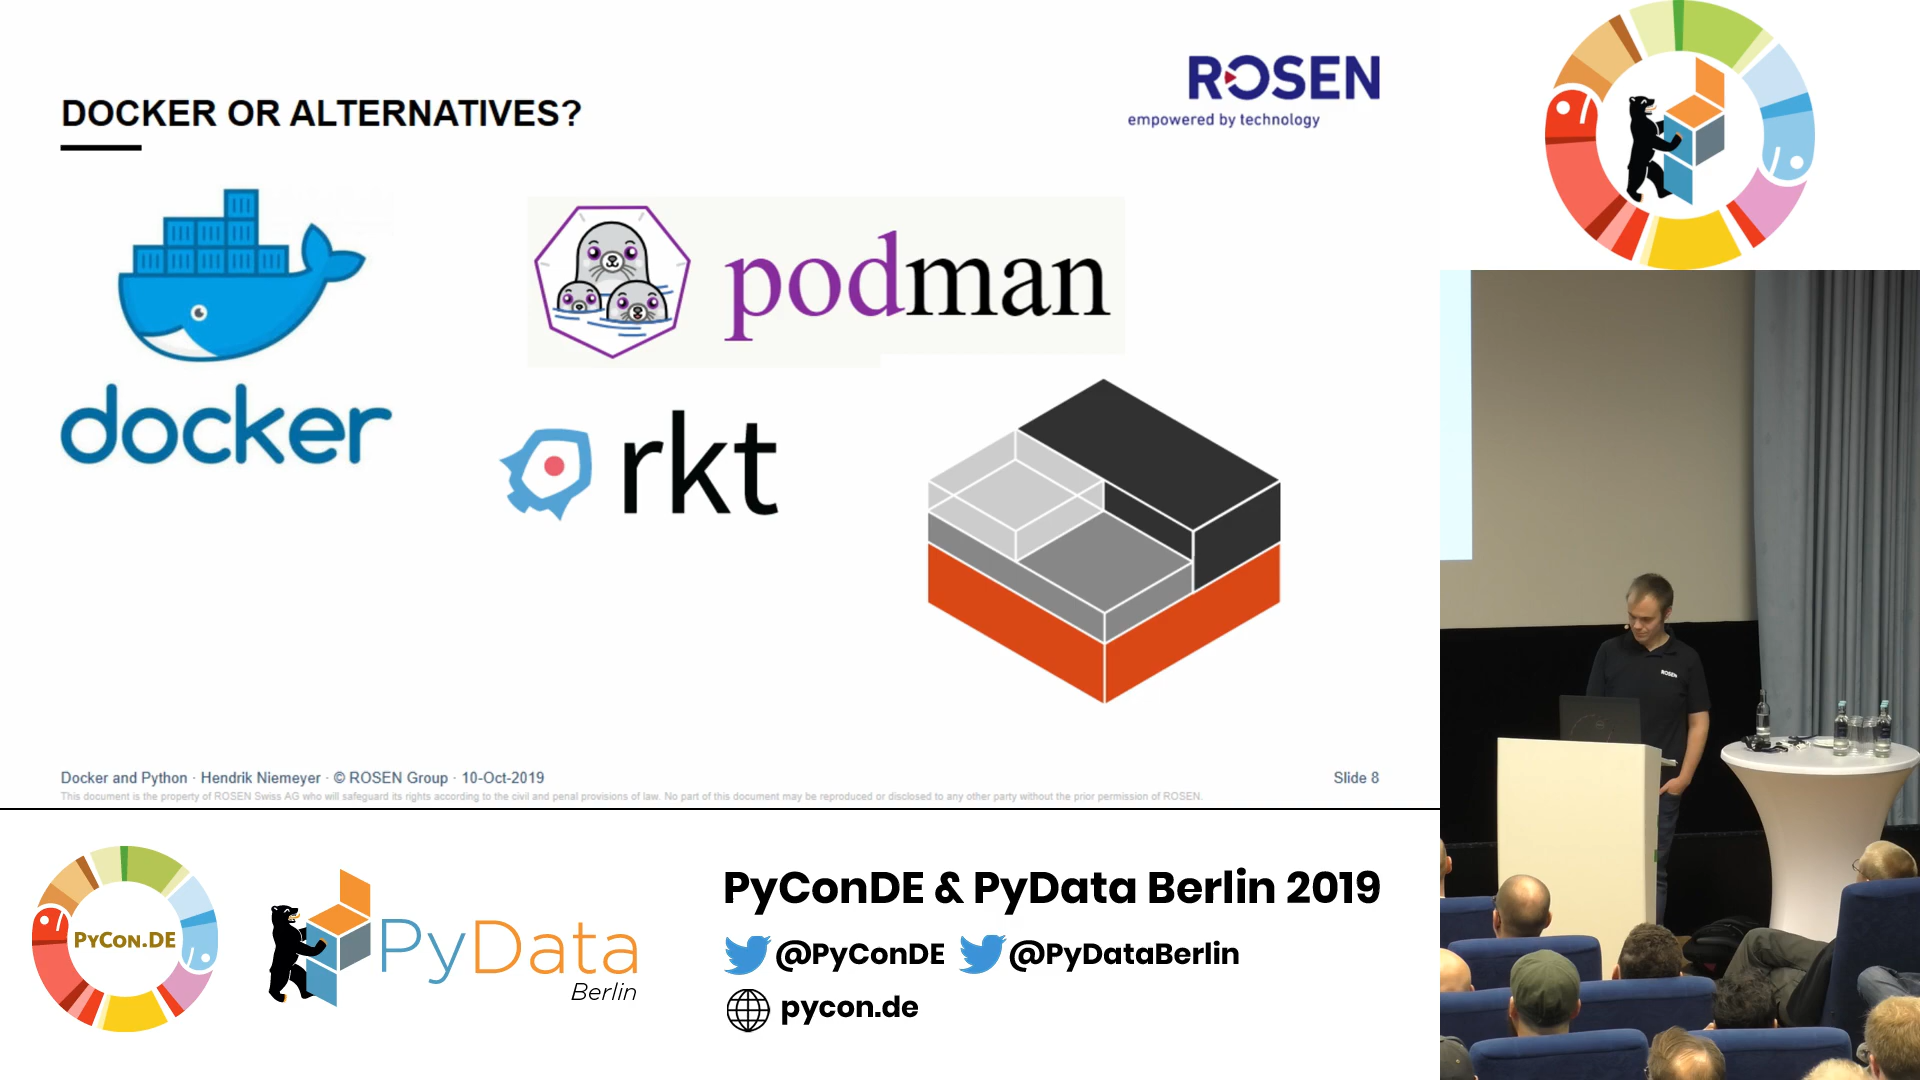 DOCKER OR ALTERNATIVES?
ROSEN
empowered by technology
docker
podman
rkt
Docker and Python · Hendrik Niemeyer · © ROSEN Group · 10-Oct-2019
Slide 8
This document is the property of ROSEN Swiss AG who will safeguard its rights according to the civil and penal provisions of law. No part of this document may be reproduced or disclosed to any other party without the prior permission of ROSEN.
ROSEN
PYCON.DE
PyData
Berlin
PyConDE & PyData Berlin 2019
@PyConDE @PyDataBerlin
pycon.de